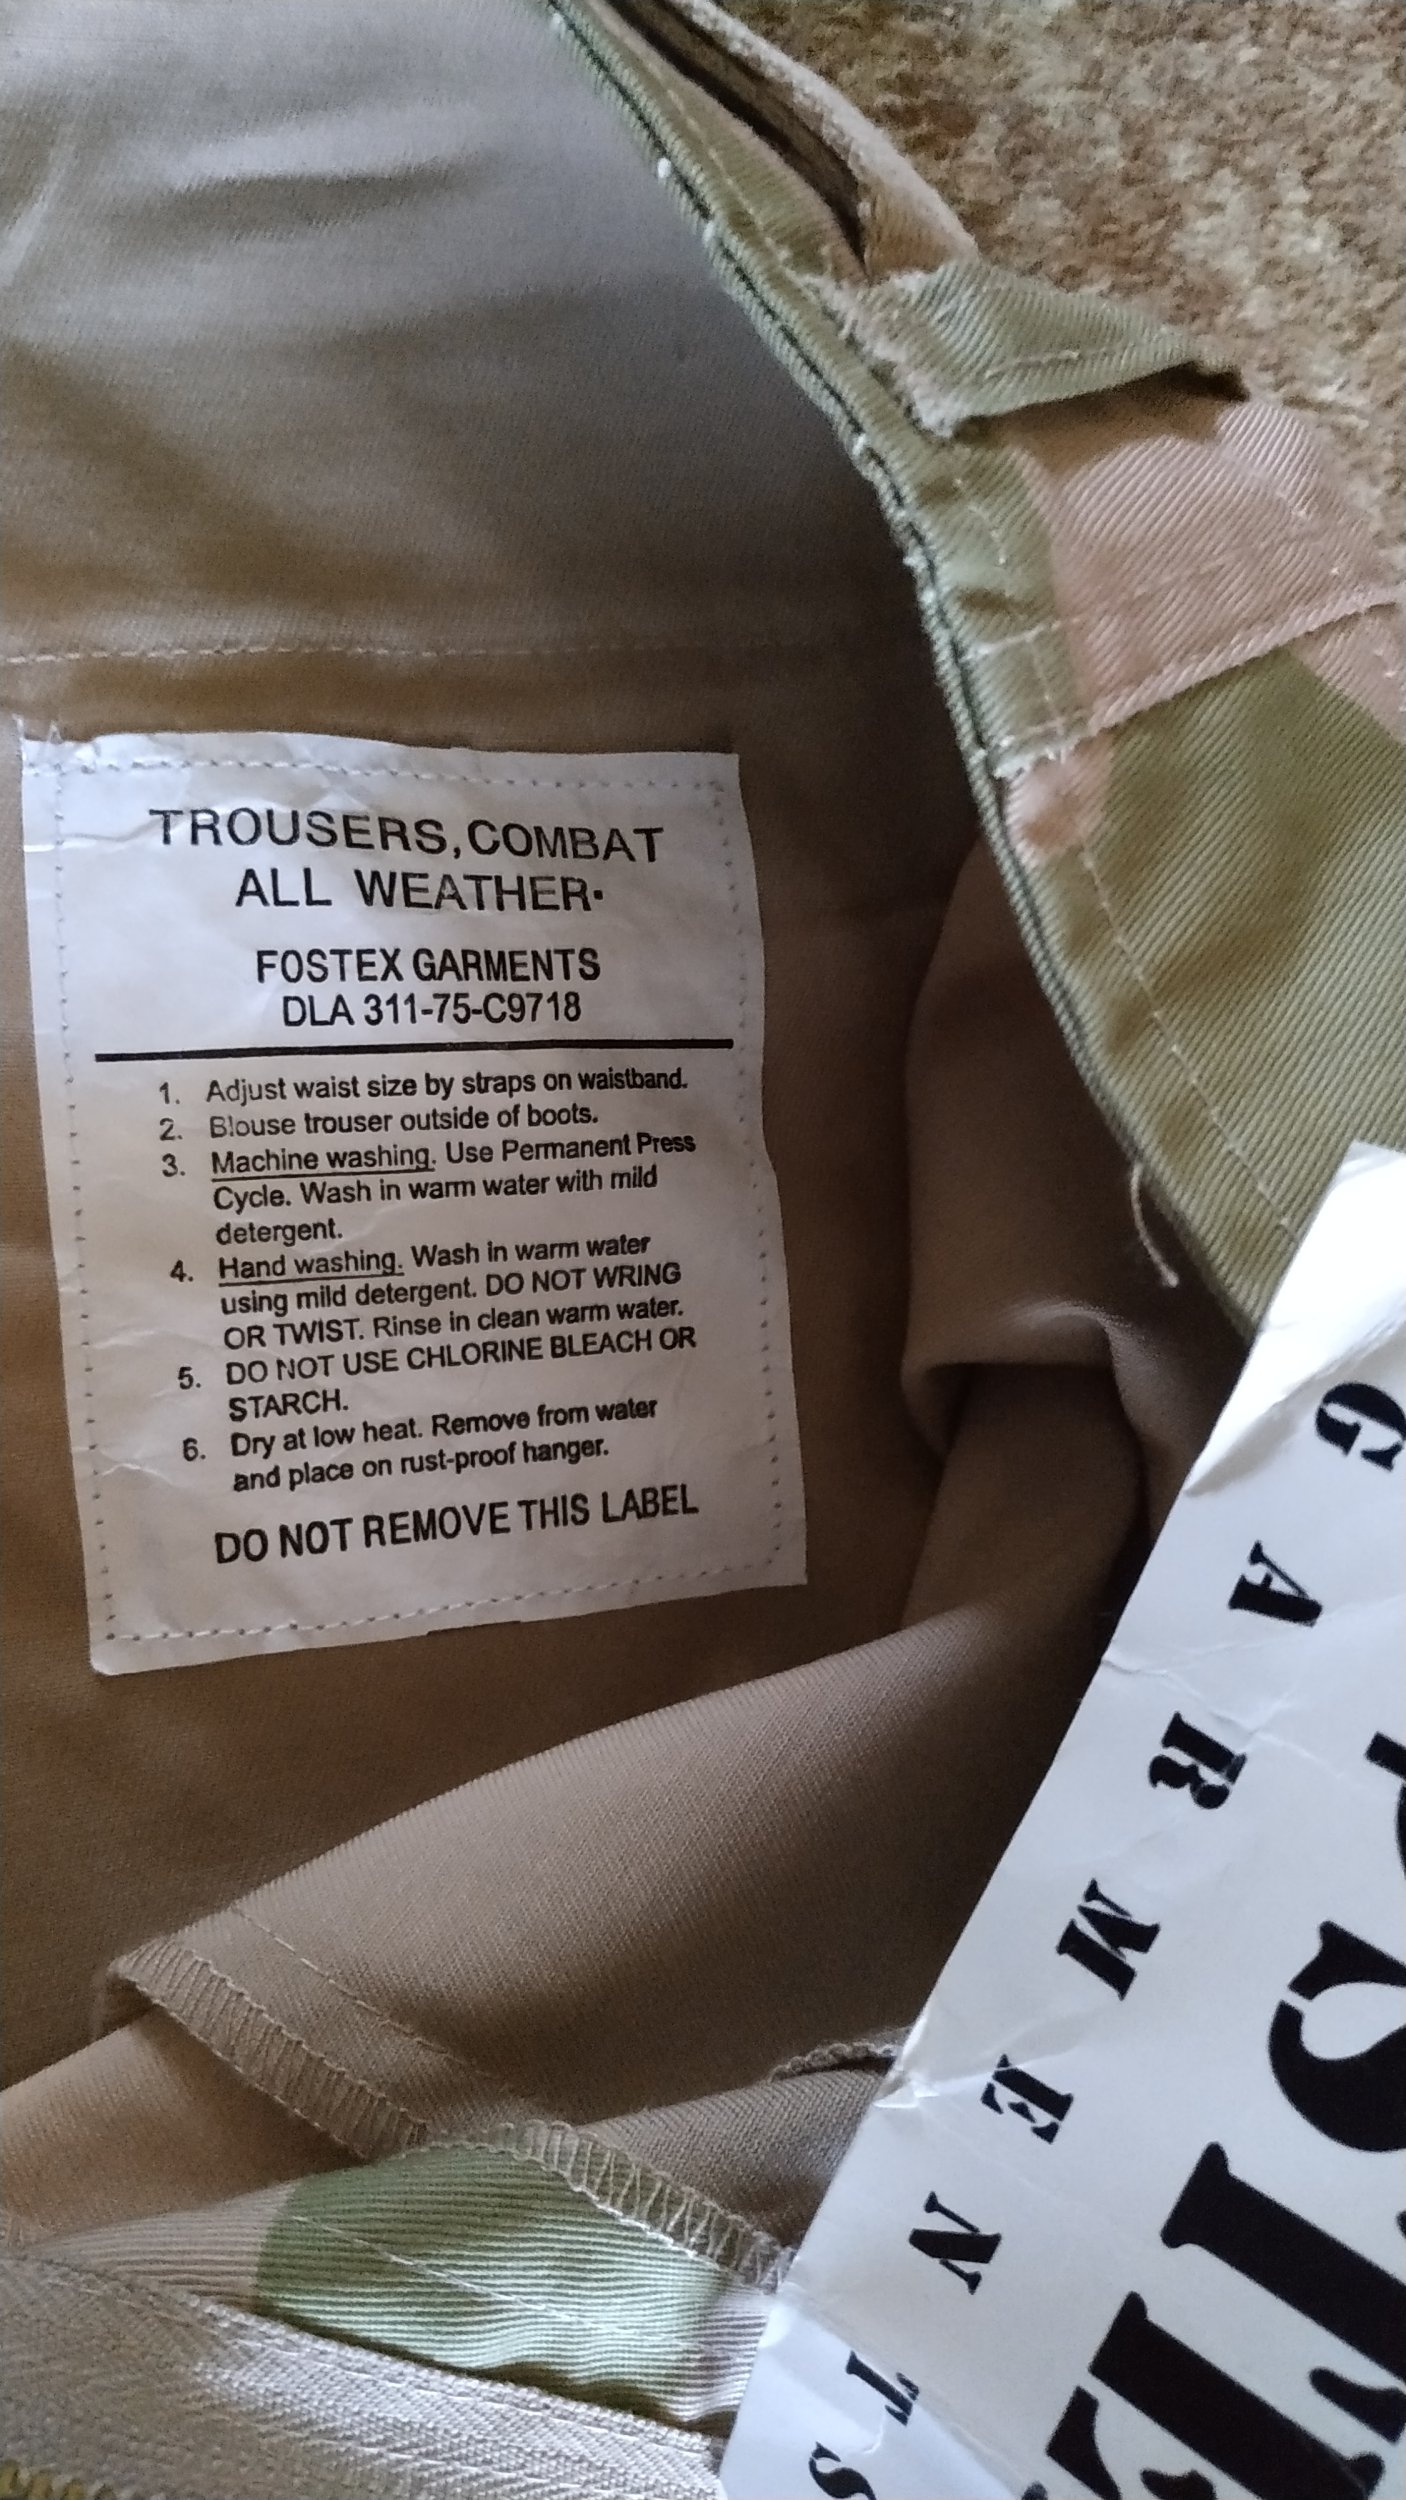 TROUSERS, COMBAT
ALL WEATHER·
FOSTEX GARMENTS
DLA 311-75-C9718
1. Adjust waist size by straps on waistband.
2. Blouse trouser outside of boots.
3. Machine washing. Use Permanent Press
Cycle. Wash in warm water with mild
detergent.
4. Hand washing. Wash in warm water
using mild detergent. DO NOT WRING
OR TWIST. Rinse in clean warm water.
5. DO NOT USE CHLORINE BLEACH OR
STARCH.
6. Dry at low heat. Remove from water
and place on rust-proof hanger.
DO NOT REMOVE THIS LABEL
GARMENTS